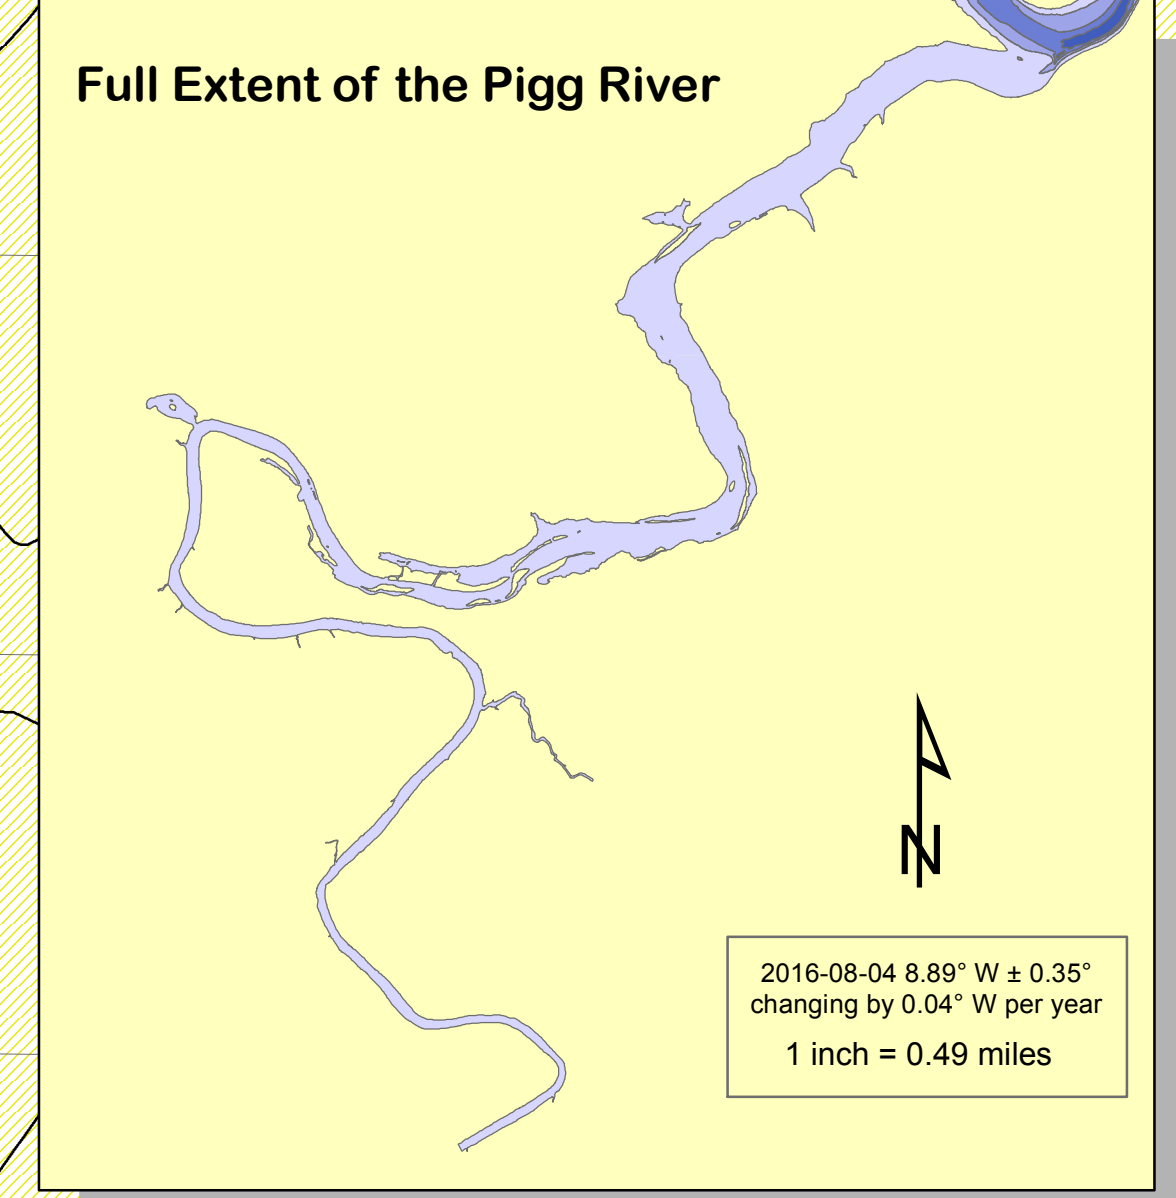 Full Extent of the Pigg River
N
2016-08-04 8.89° W ± 0.35°
changing by 0.04° W per year
1 inch = 0.49 miles